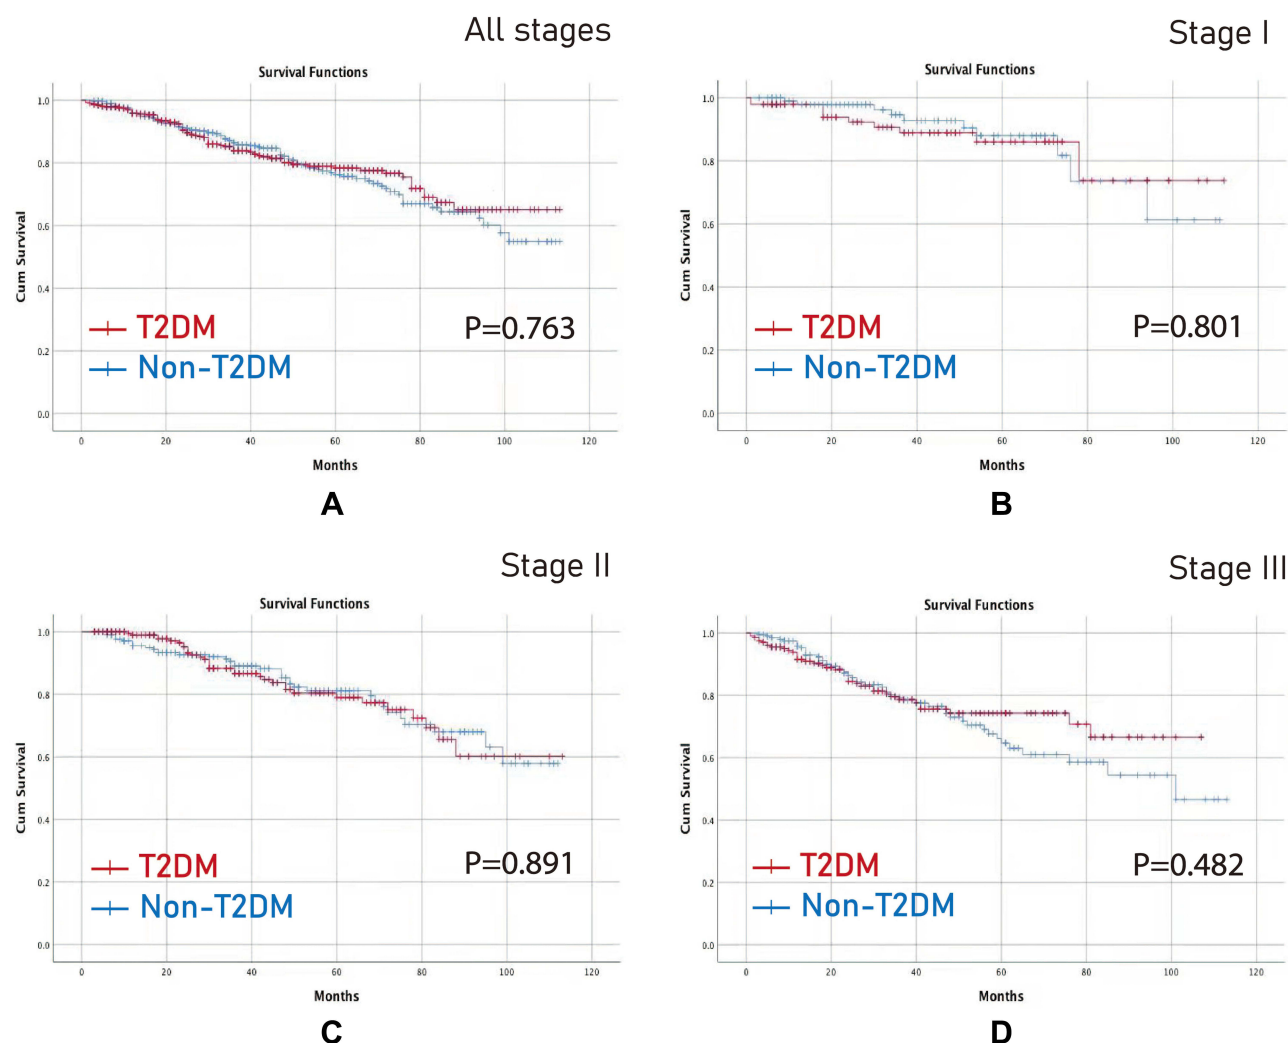 All stages
Survival Functions
1.0
0.8
0.6
0.4
0.2
0.0
Cum Survival
T2DM
Non-T2DM
P=0.763
0 20 40 60 80 100 120
Months
A
Stage I
Survival Functions
1.0
0.8
0.6
0.4
0.2
0.0
Cum Survival
T2DM
Non-T2DM
P=0.801
0 20 40 60 80 100 120
Months
B
Stage II
Survival Functions
1.0
0.8
0.6
0.4
0.2
0.0
Cum Survival
T2DM
Non-T2DM
P=0.891
0 20 40 60 80 100 120
Months
C
Stage III
Survival Functions
1.0
0.8
0.6
0.4
0.2
0.0
Cum Survival
T2DM
Non-T2DM
P=0.482
0 20 40 60 80 100 120
Months
D